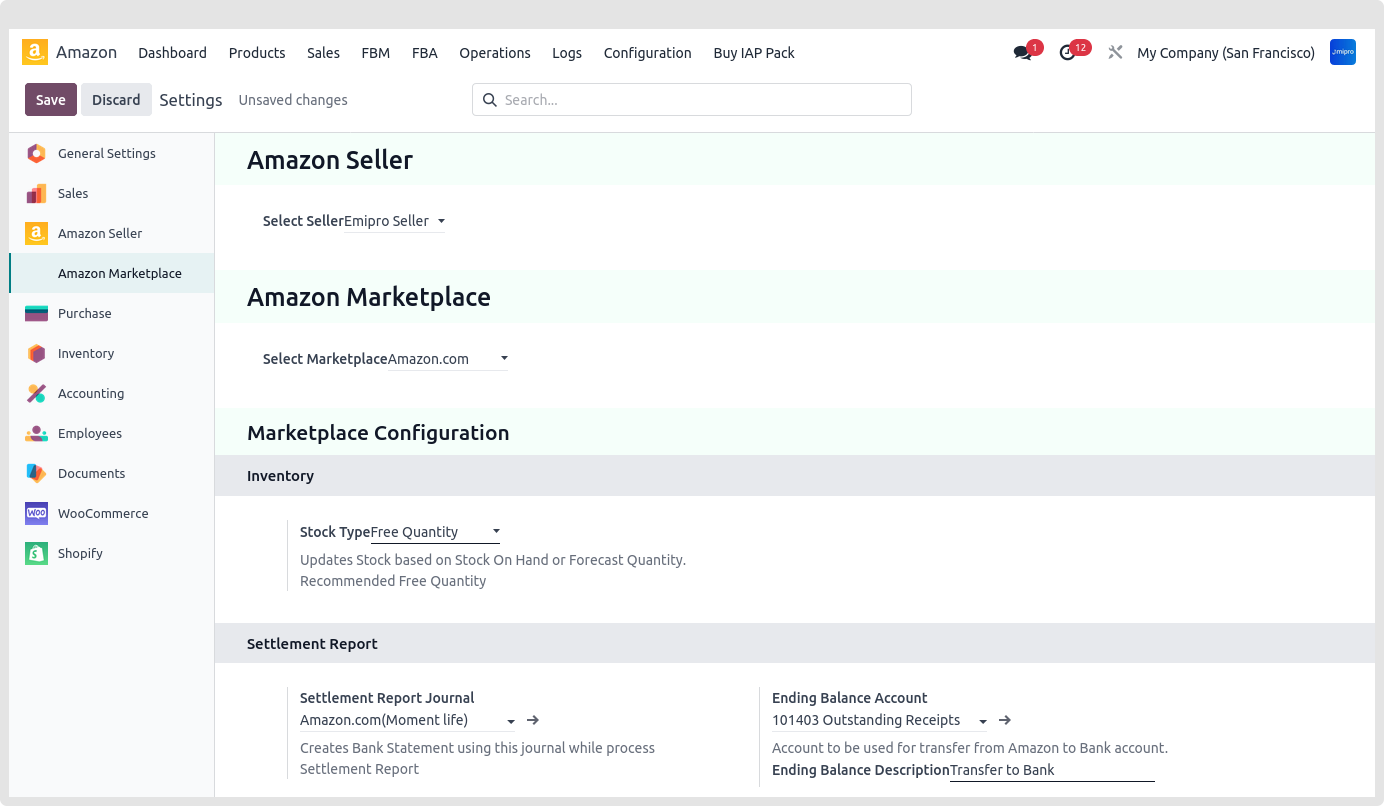 Amazon Dashboard Products Sales FBM FBA Operations Logs Configuration Buy IAP Pack 1 12 My Company (San Francisco) emipro
Save Discard Settings Unsaved changes Search...
General Settings
Sales
Amazon Seller
Amazon Marketplace
Purchase
Inventory
Accounting
Employees
Documents
WOO WooCommerce
Shopify
Amazon Seller
Select Seller Emipro Seller
Amazon Marketplace
Select Marketplace Amazon.com
Marketplace Configuration
Inventory
Stock Type Free Quantity
Updates Stock based on Stock On Hand or Forecast Quantity.
Recommended Free Quantity
Settlement Report
Settlement Report Journal
Amazon.com(Moment life)
Creates Bank Statement using this journal while process
Settlement Report
Ending Balance Account
101403 Outstanding Receipts
Account to be used for transfer from Amazon to Bank account.
Ending Balance Description Transfer to Bank